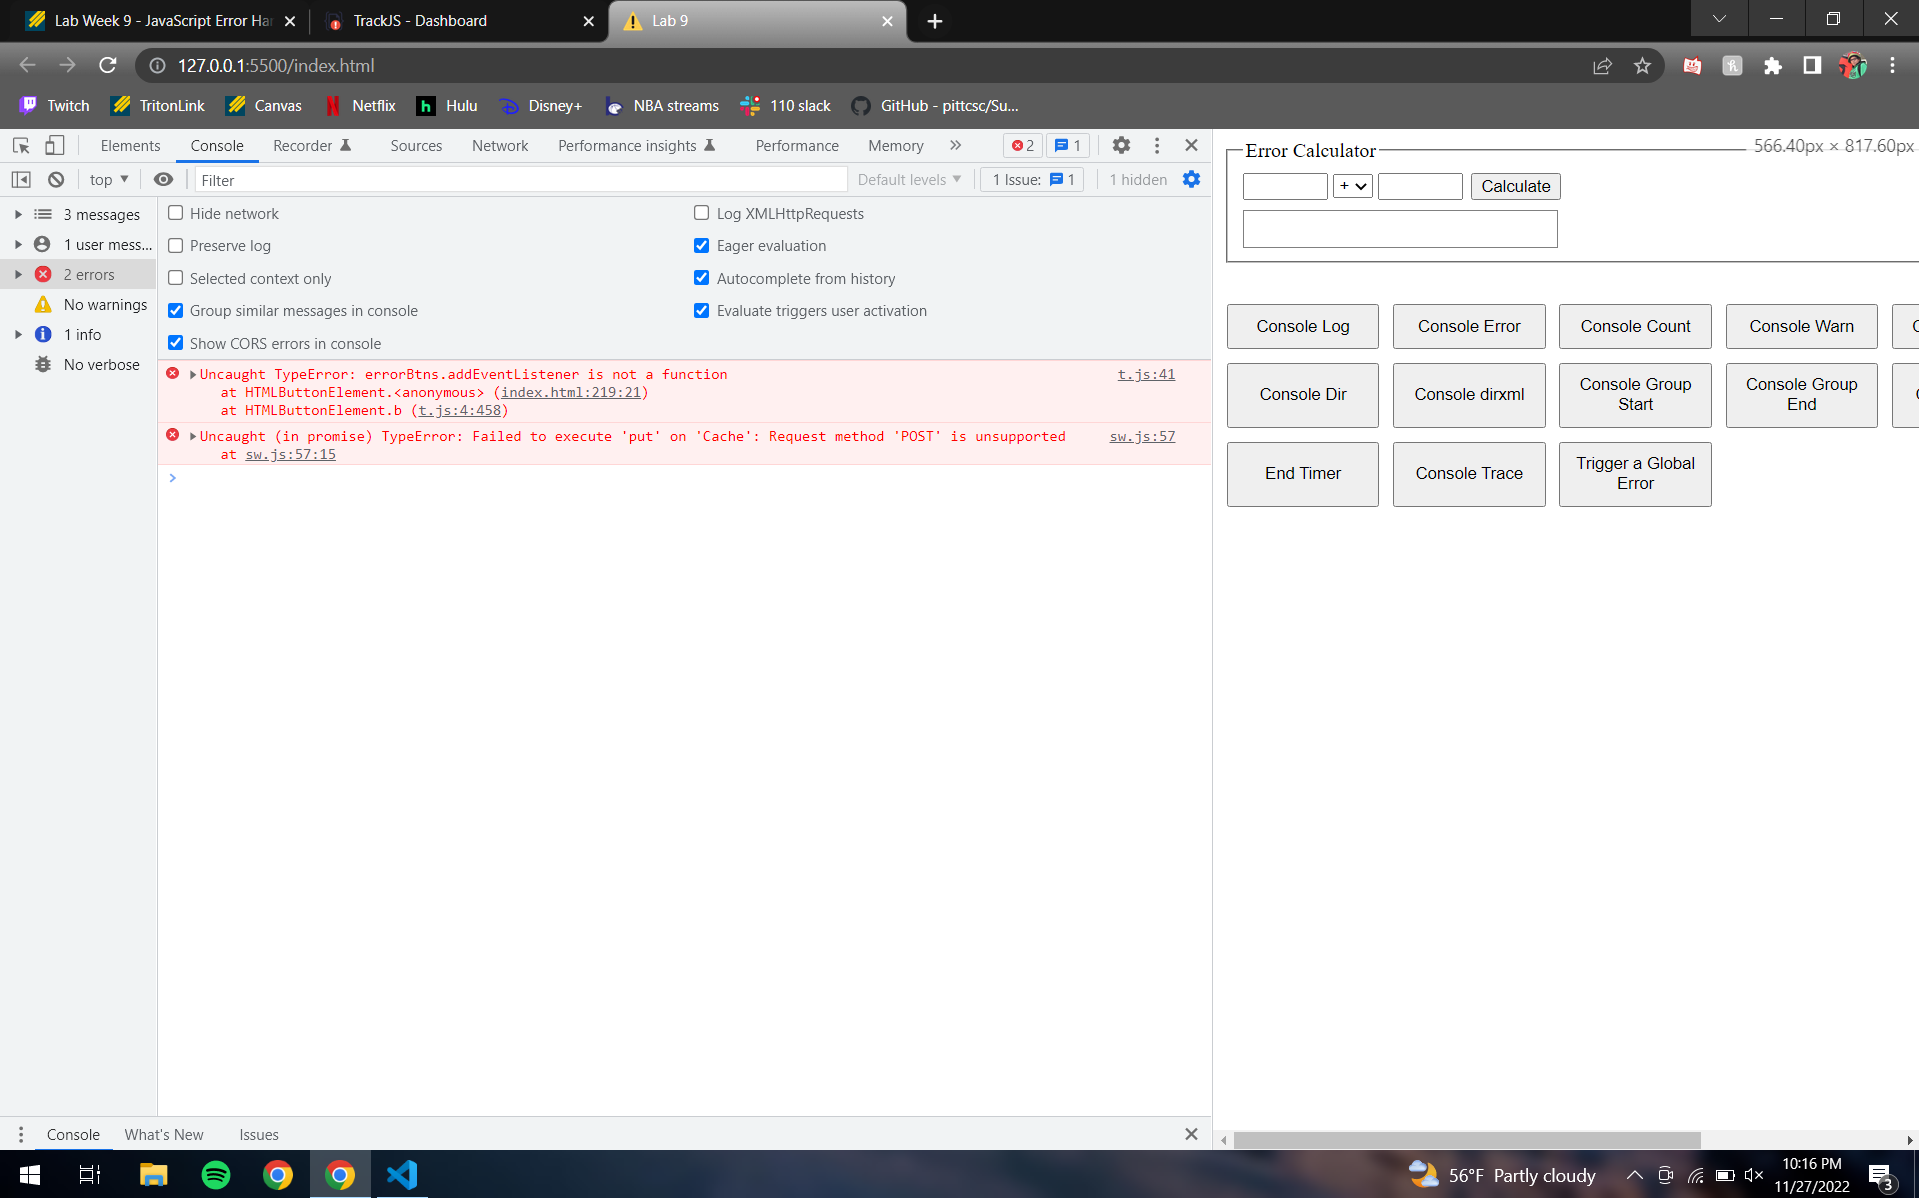 Lab Week 9 - JavaScript Error Har
TrackJS - Dashboard
Lab 9
127.0.0.1:5500/index.html
Twitch
TritonLink
Canvas
Netflix
Hulu
Disney+
NBA streams
110 slack
GitHub - pittcsc/Su...
Elements
Console
Recorder
Sources
Network
Performance insights
Performance
Memory
2
1
top
Filter
Default levels
1 Issue: 1
1 hidden
3 messages
1 user mess...
2 errors
No warnings
1 info
No verbose
Hide network
Log XMLHttpRequests
Preserve log
Eager evaluation
Selected context only
Autocomplete from history
Group similar messages in console
Evaluate triggers user activation
Show CORS errors in console
Uncaught TypeError: errorBtns.addEventListener is not a function t.js:41
at HTMLButtonElement.<anonymous> (index.html:219:21)
at HTMLButtonElement.b (t.js:4:458)
Uncaught (in promise) TypeError: Failed to execute 'put' on 'Cache': Request method 'POST' is unsupported sw.js:57
at sw.js:57:15
Console
What's New
Issues
566.40px × 817.60px
Error Calculator
+
Calculate
Console Log
Console Error
Console Count
Console Warn
Console Dir
Console dirxml
Console Group
Start
Console Group
End
End Timer
Console Trace
Trigger a Global
Error
56°F Partly cloudy
10:16 PM
11/27/2022
3